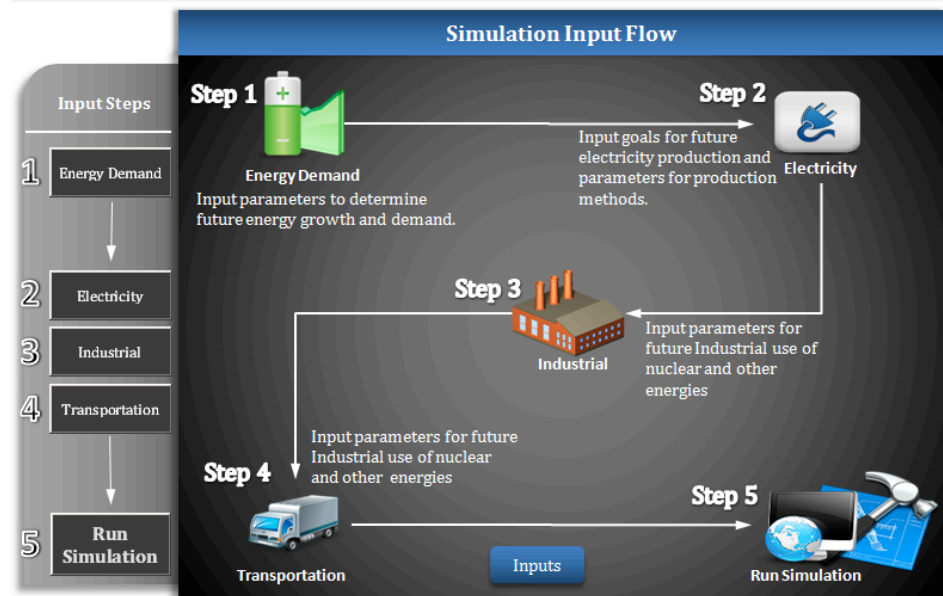 Simulation Input Flow
Input Steps
1
Energy Demand
2
Electricity
3
Industrial
4
Transportation
5
Run
Simulation
Step 1
Energy Demand
Input parameters to determine
future energy growth and demand.
Step 2
Electricity
Input goals for future
electricity production and
parameters for production
methods.
Step 3
Industrial
Input parameters for
future Industrial use of
nuclear and other
energies
Step 4
Input parameters for future
Industrial use of nuclear
and other energies
Transportation
Step 5
Run Simulation
Inputs